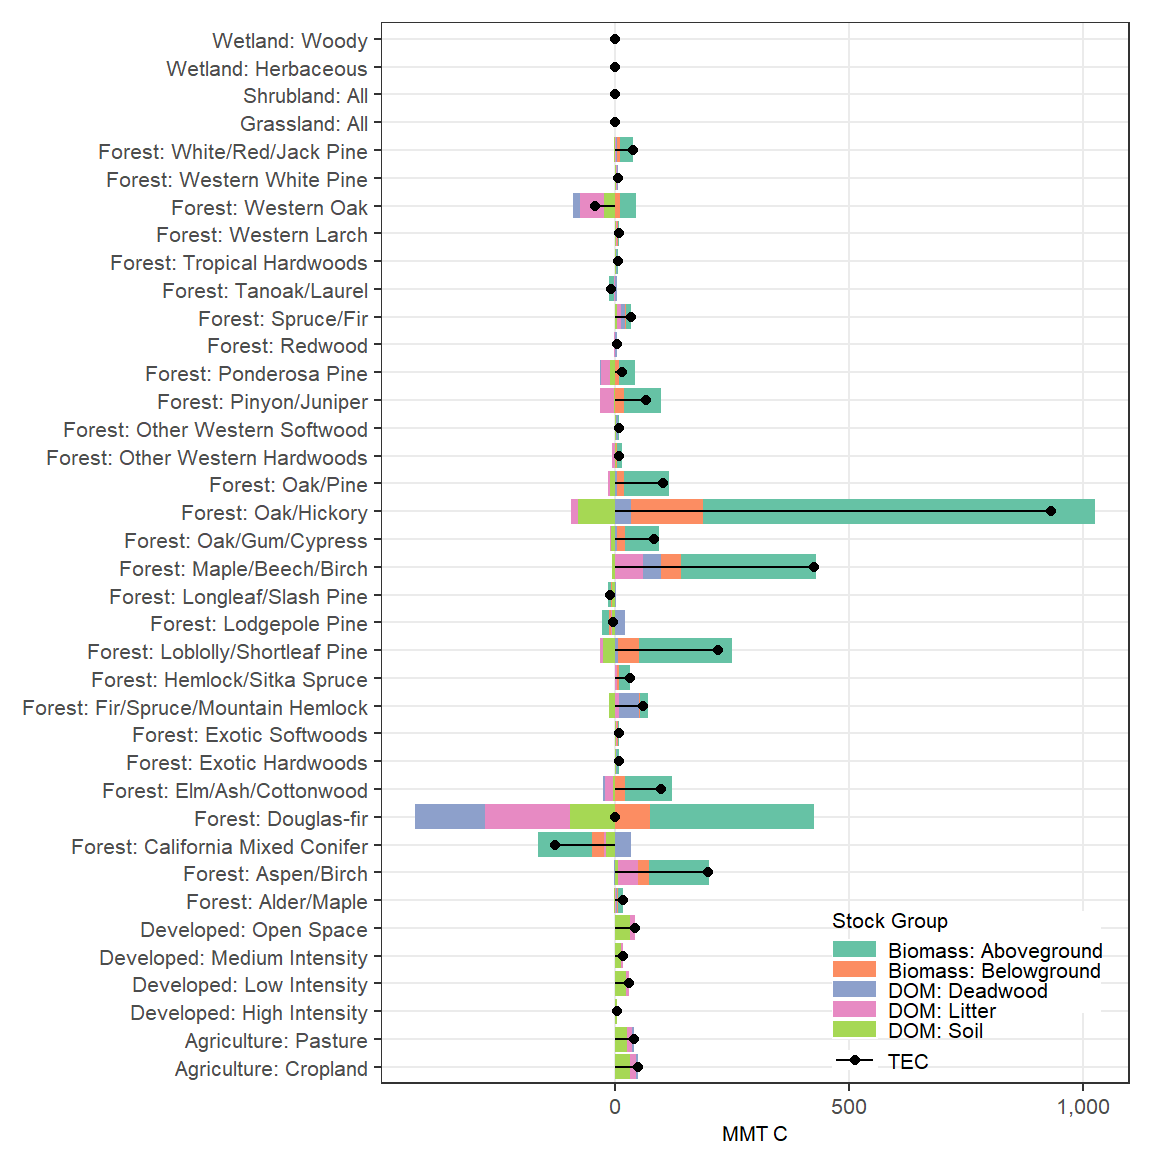 Wetland: Woody
Wetland: Herbaceous
Shrubland: All
Grassland: All
Forest: White/Red/Jack Pine
Forest: Western White Pine
Forest: Western Oak
Forest: Western Larch
Forest: Tropical Hardwoods
Forest: Tanoak/Laurel
Forest: Spruce/Fir
Forest: Redwood
Forest: Ponderosa Pine
Forest: Pinyon/Juniper
Forest: Other Western Softwood
Forest: Other Western Hardwoods
Forest: Oak/Pine
Forest: Oak/Hickory
Forest: Oak/Gum/Cypress
Forest: Maple/Beech/Birch
Forest: Longleaf/Slash Pine
Forest: Lodgepole Pine
Forest: Loblolly/Shortleaf Pine
Forest: Hemlock/Sitka Spruce
Forest: Fir/Spruce/Mountain Hemlock
Forest: Exotic Softwoods
Forest: Exotic Hardwoods
Forest: Elm/Ash/Cottonwood
Forest: Douglas-fir
Forest: California Mixed Conifer
Forest: Aspen/Birch
Forest: Alder/Maple
Developed: Open Space
Developed: Medium Intensity
Developed: Low Intensity
Developed: High Intensity
Agriculture: Pasture
Agriculture: Cropland
Stock Group
Biomass: Aboveground
Biomass: Belowground
DOM: Deadwood
DOM: Litter
DOM: Soil
TEC
0 500 1,000
MMT C